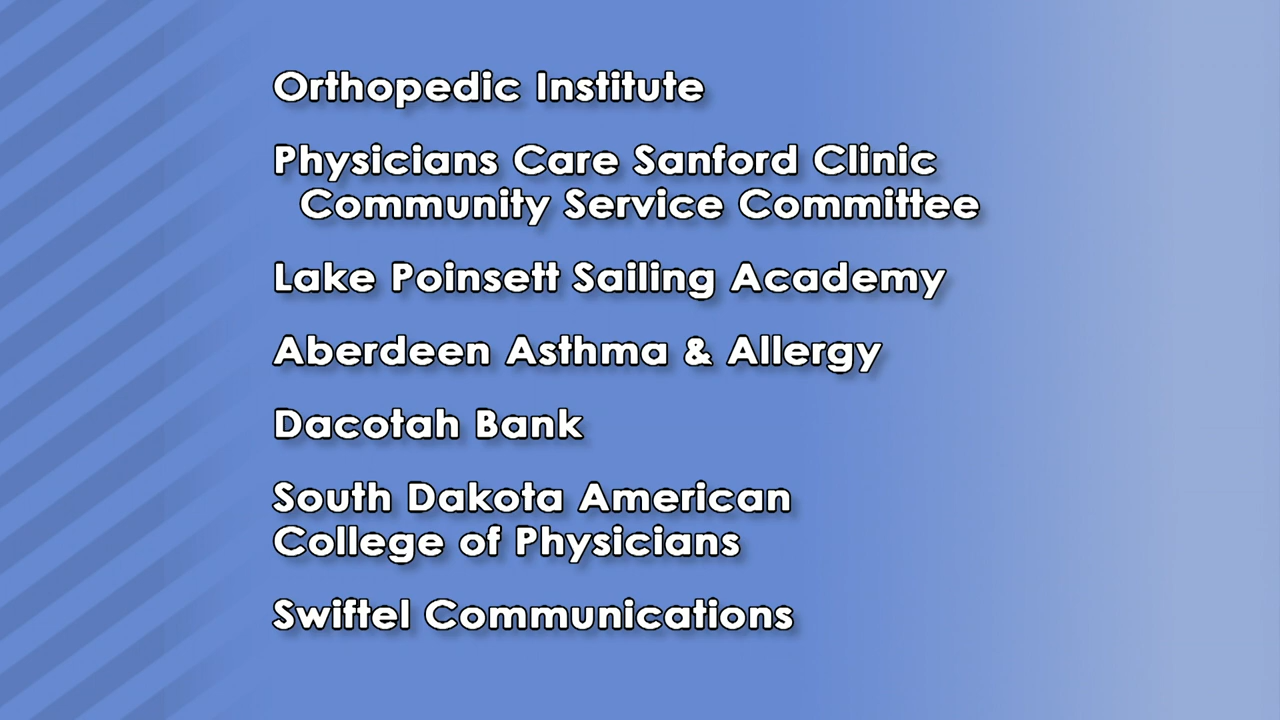 Orthopedic Institute
Physicians Care Sanford Clinic
Community Service Committee
Lake Poinsett Sailing Academy
Aberdeen Asthma & Allergy
Dacotah Bank
South Dakota American
College of Physicians
Swiftel Communications